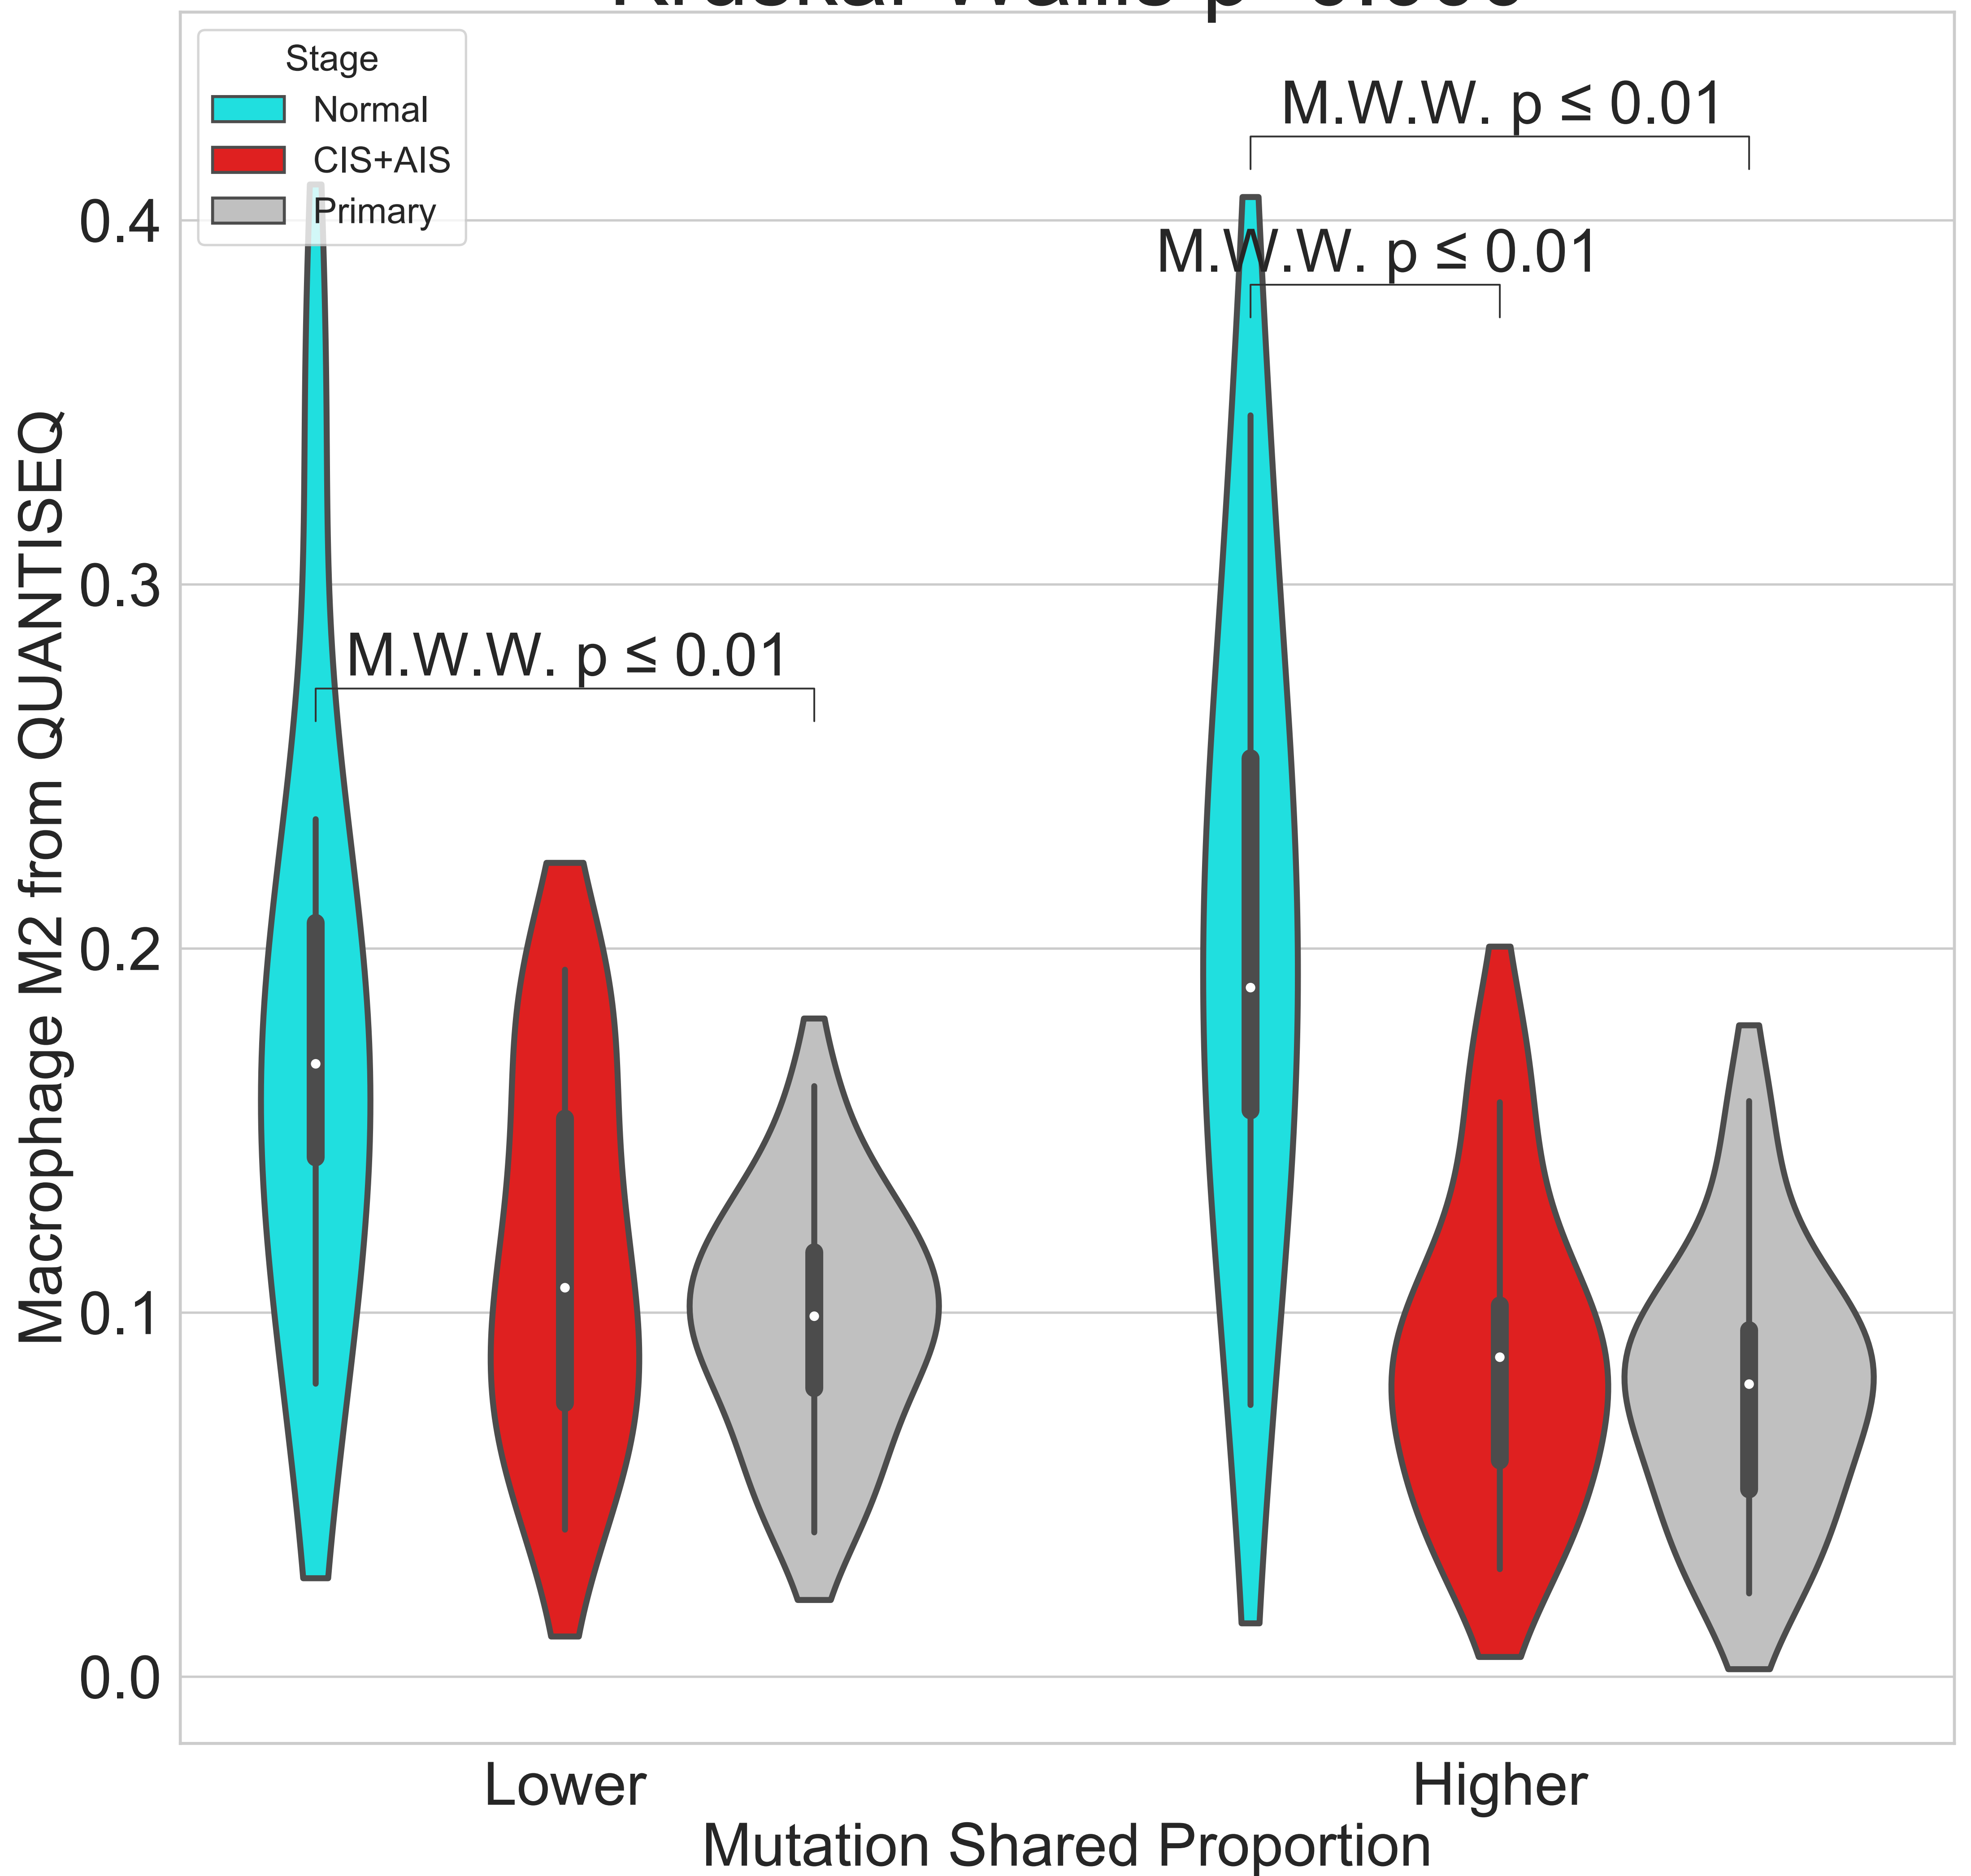 Stage
Normal
CIS+AIS
Primary
M.W.W. p ≤ 0.01
M.W.W. p ≤ 0.01
M.W.W. p ≤ 0.01
0.4
0.3
0.2
0.1
0.0
Macrophage M2 from QUANTISEQ
Lower
Higher
Mutation Shared Proportion